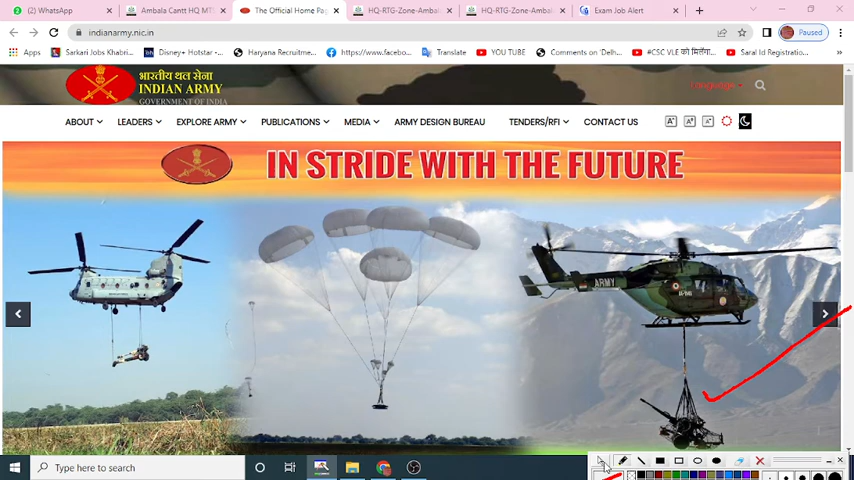 (2) WhatsApp
Ambala Cantt HQ MTS
The Official Home Pag
HQ-RTG-Zone-Ambal
HQ-RTG-Zone-Ambal
Exam Job Alert
indianarmy.nic.in
Paused
Apps
Sarkari Jobs Khabri...
Disney+ Hotstar -...
Haryana Recruitme...
https://www.facebo...
Translate
YOU TUBE
Comments on 'Delh...
#CSC VLE को मिलेंगा...
Saral Id Registratio...
भारतीय थल सेना
INDIAN ARMY
GOVERNMENT OF INDIA
Language
ABOUT
LEADERS
EXPLORE ARMY
PUBLICATIONS
MEDIA
ARMY DESIGN BUREAU
TENDERS/RFI
CONTACT US
IN STRIDE WITH THE FUTURE
ARMY
Type here to search